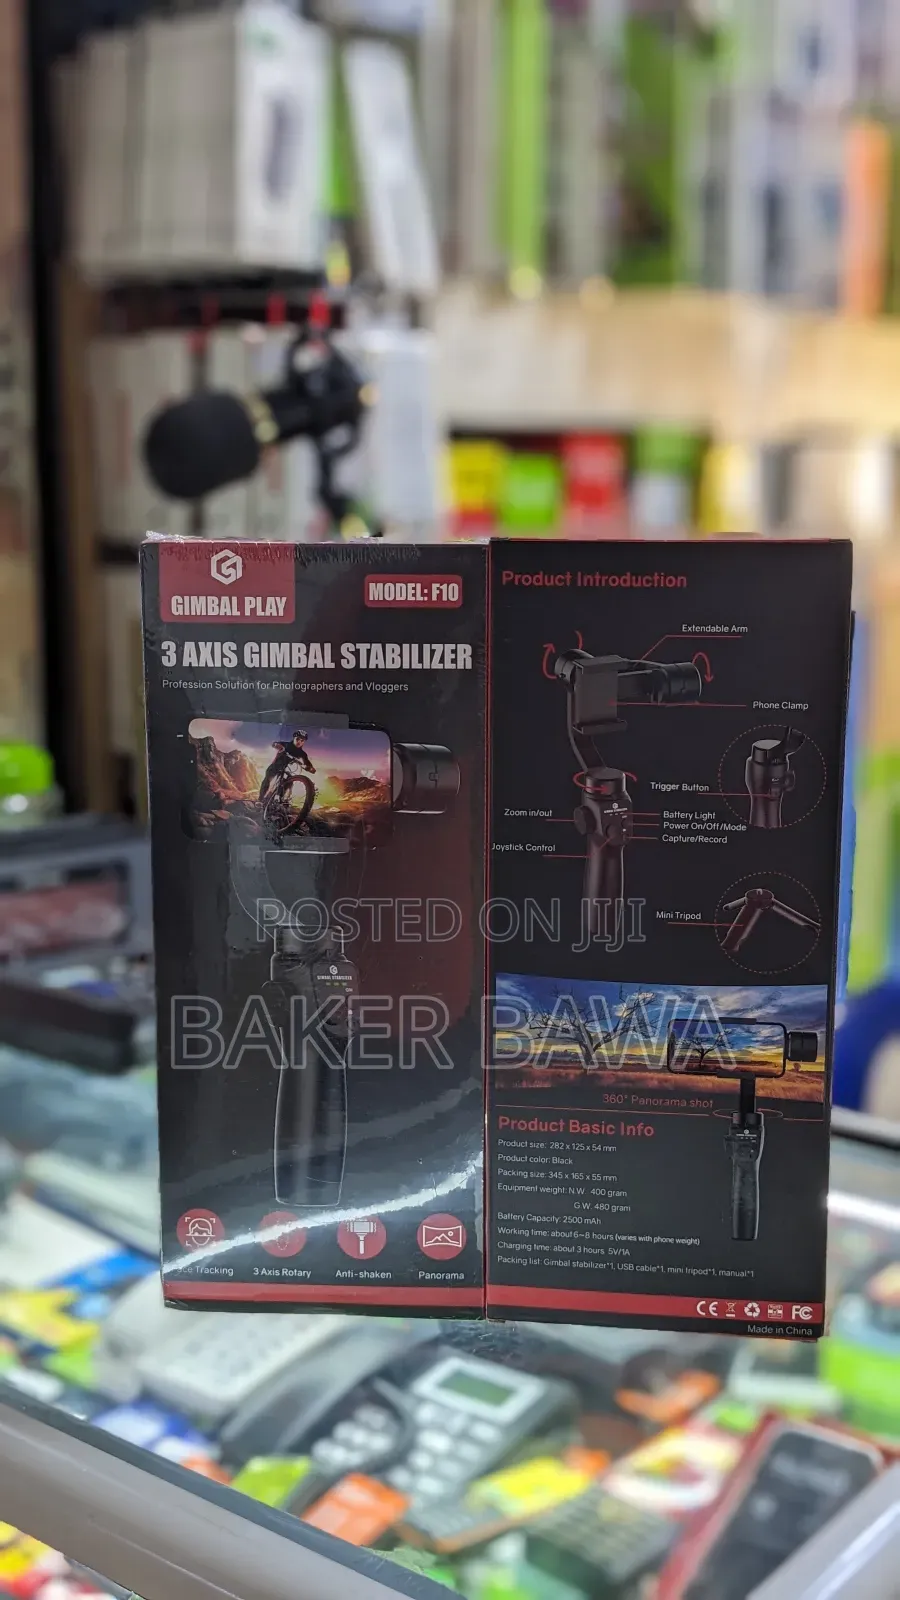 GIMBAL PLAY
MODEL: F10
3 AXIS GIMBAL STABILIZER
Profession Solution for Photographers and Vloggers
GIMBAL STABILIZER
Tracking
3 Axis Rotary
Anti-shaken
Panorama
Product Introduction
Extendable Arm
Phone Clamp
Trigger Button
Zoom in/out
Battery Light
Power On/Off/Mode
Capture/Record
Joystick Control
Mini Tripod
360° Panorama shot
Product Basic Info
Product size: 282 x 125 x 54 mm
Product color: Black
Packing size: 345 x 165 x 55 mm
Equipment weight: N.W. 400 gram
G.W. 480 gram
Battery Capacity: 2500 mAh
Working time: about 6~8 hours (varies with phone weight)
Charging time: about 3 hours 5V/1A
Packing list: Gimbal stabilizer*1, USB cable*1, mini tripod*1, manual*1
CE FC
Made in China
POSTED ON JIJI
BAKER BAWA